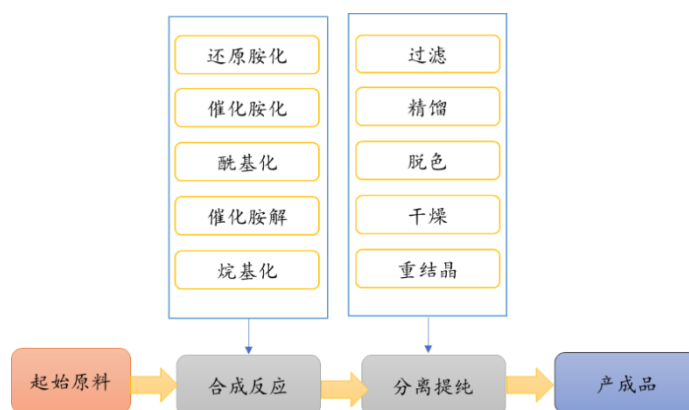 还原胺化
催化胺化
酰基化
催化胺解
烷基化
过滤
精馏
脱色
干燥
重结晶
起始原料
合成反应
分离提纯
产成品